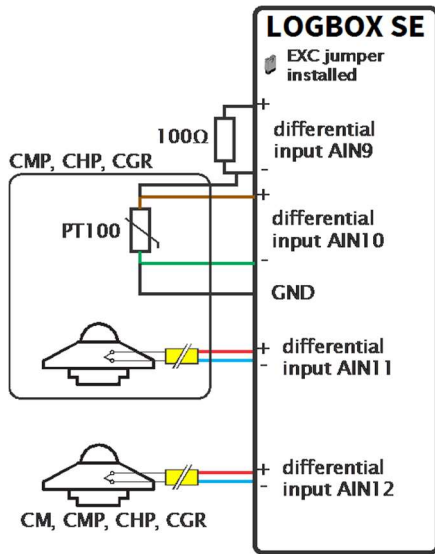 LOGBOX SE
EXC jumper
installed
+
100Ω
differential
input AIN9
-
CMP, CHP, CGR
+
PT100
differential
input AIN10
-
GND
+
differential
-
input AIN11
+
differential
-
input AIN12
CM, CMP, CHP, CGR